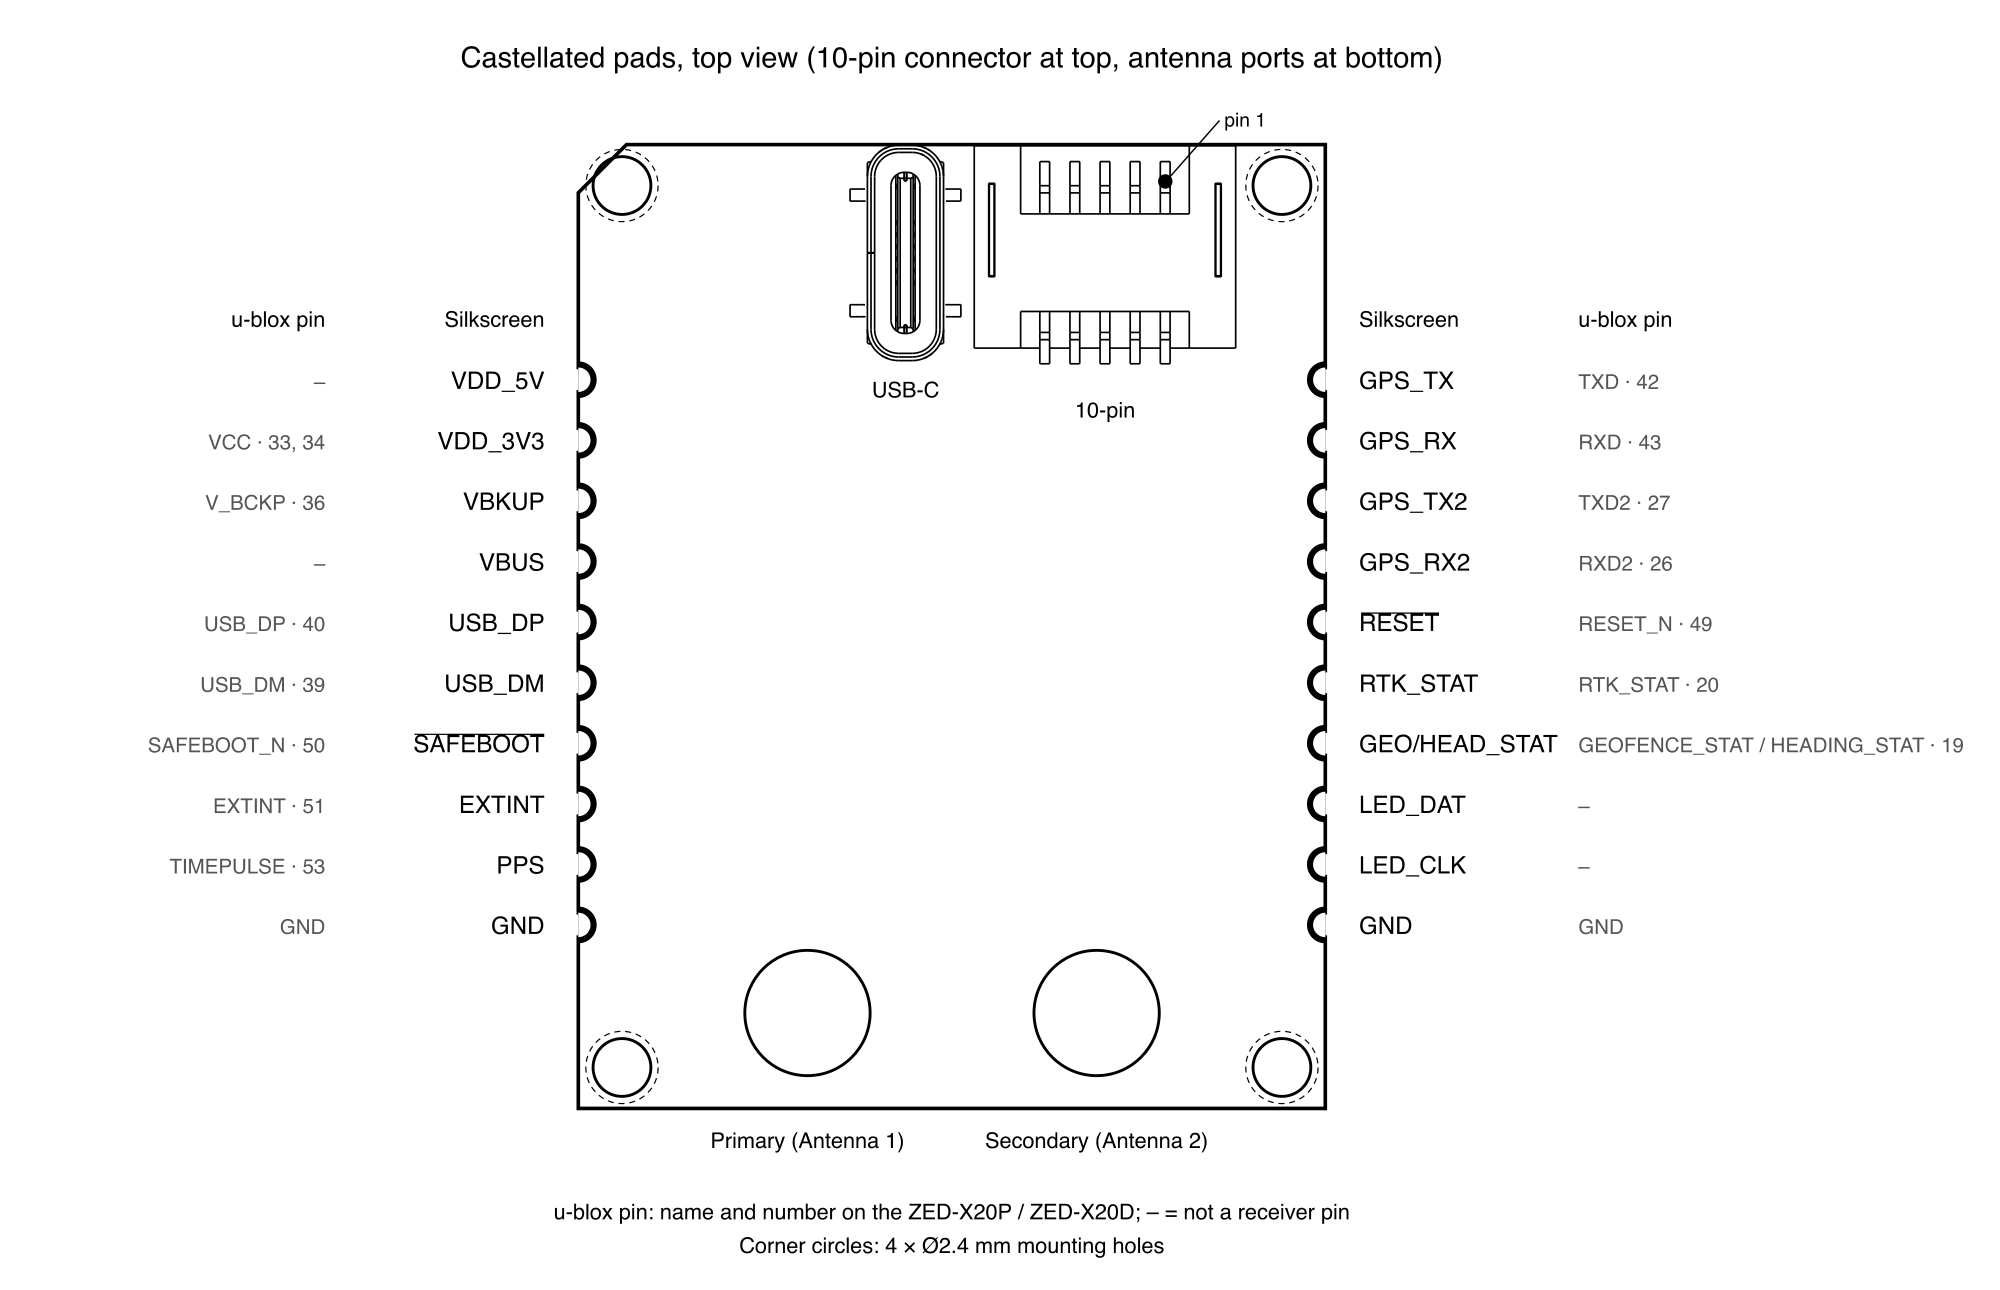 Castellated pads, top view (10-pin connector at top, antenna ports at bottom)
pin 1
u-blox pin Silkscreen Silkscreen u-blox pin
– VDD_5V GPS_TX TXD · 42
USB-C
10-pin
VCC · 33, 34 VDD_3V3 GPS_RX RXD · 43
V_BCKP · 36 VBKUP GPS_TX2 TXD2 · 27
– VBUS GPS_RX2 RXD2 · 26
USB_DP · 40 USB_DP RESET RESET_N · 49
USB_DM · 39 USB_DM RTK_STAT RTK_STAT · 20
SAFEBOOT_N · 50 SAFEBOOT GEO/HEAD_STAT GEOFENCE_STAT / HEADING_STAT · 19
EXTINT · 51 EXTINT LED_DAT –
TIMEPULSE · 53 PPS LED_CLK –
GND GND GND GND
Primary (Antenna 1) Secondary (Antenna 2)
u-blox pin: name and number on the ZED-X20P / ZED-X20D; – = not a receiver pin
Corner circles: 4 × Ø2.4 mm mounting holes